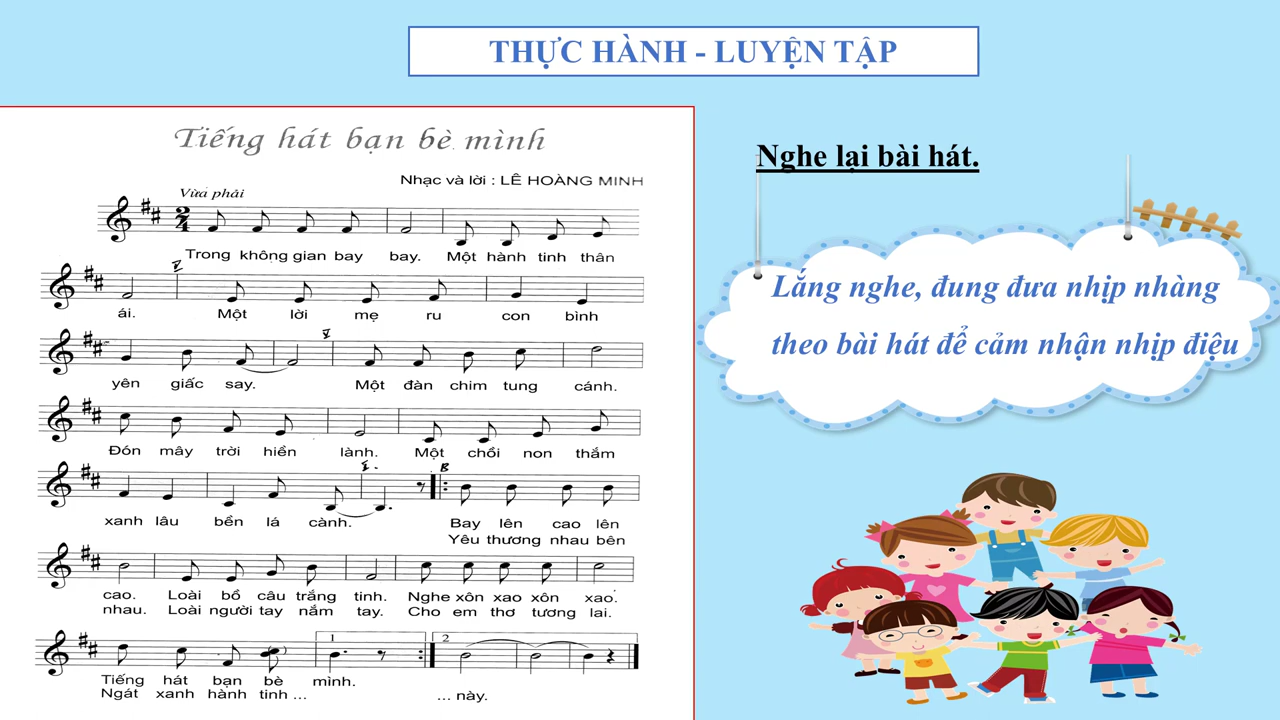 THỰC HÀNH - LUYỆN TẬP
Tiếng hát bạn bè mình
Nhạc và lời : LÊ HOÀNG MINH
Vừa phải
Trong không gian bay bay. Một hành tinh thân
ái. Một lời mẹ ru con bình
yên giấc say. Một đàn chim tung cánh.
Đón mây trời hiền lành. Một chồi non thắm
xanh lâu bền lá cành. Bay lên cao lên
Yêu thương nhau bên
cao. Loài bồ câu trắng tinh. Nghe xôn xao xôn xao.
nhau. Loài người tay nắm tay. Cho em thơ tương lai.
1
2
Tiếng hát bạn bè mình.
Ngát xanh hành tinh ... ... này.
Nghe lại bài hát.
Lắng nghe, đung đưa nhịp nhàng
theo bài hát để cảm nhận nhịp điệu